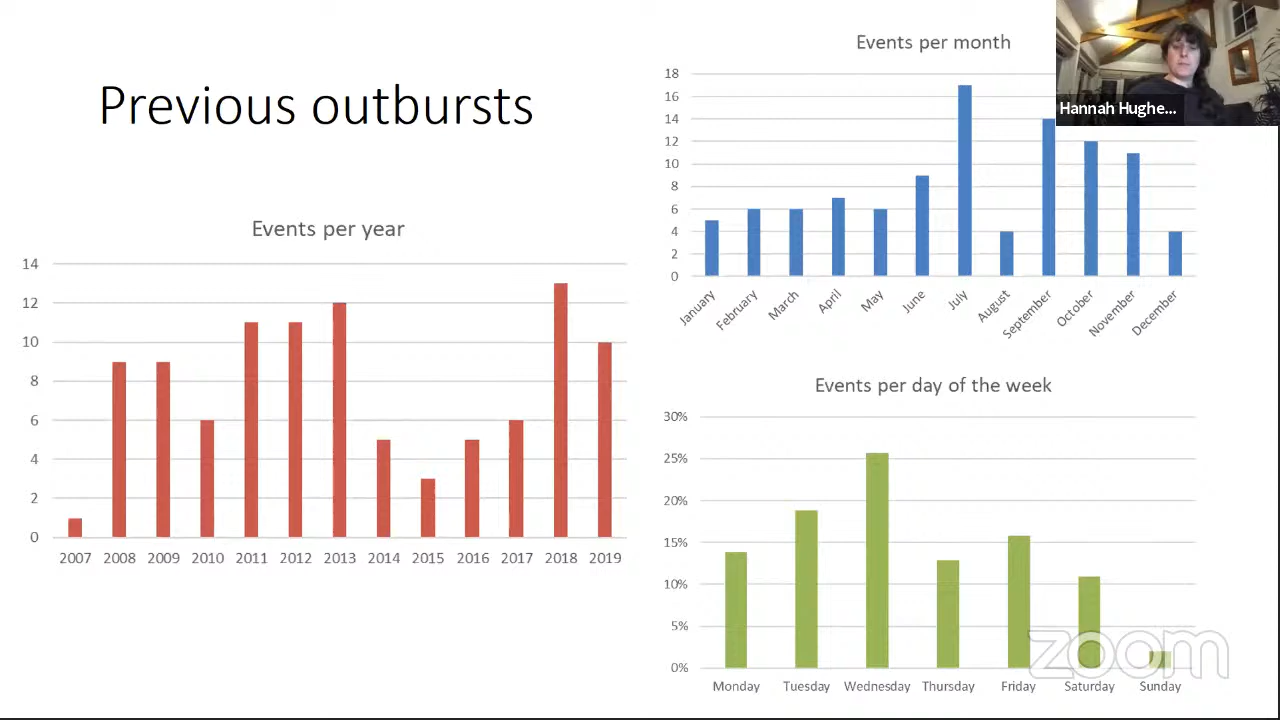 Previous outbursts
Events per year
14
12
10
8
6
4
2
0
2007 2008 2009 2010 2011 2012 2013 2014 2015 2016 2017 2018 2019
Events per month
18
16
14
12
10
8
6
4
2
0
January February March April May June July August September October November December
Hannah Hughe...
Events per day of the week
30%
25%
20%
15%
10%
5%
0%
Monday Tuesday Wednesday Thursday Friday Saturday Sunday
zoom